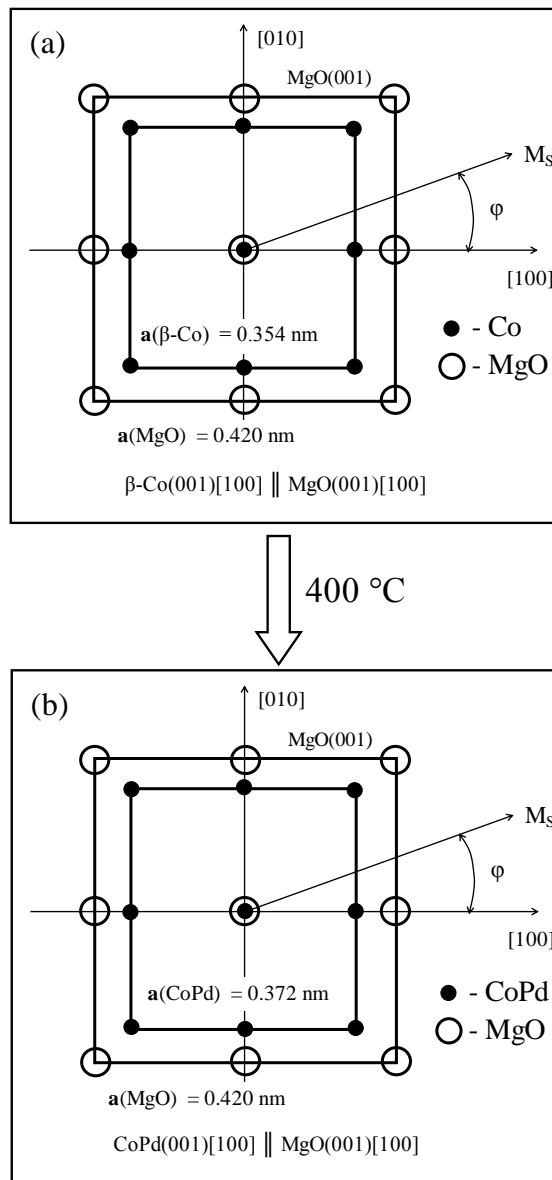 (a)
[010]
MgO(001)
M_S
φ
[100]
a(β-Co) = 0.354 nm
- Co
- MgO
a(MgO) = 0.420 nm
β-Co(001)[100] ∥ MgO(001)[100]
400 °C
(b)
[010]
MgO(001)
M_S
φ
[100]
a(CoPd) = 0.372 nm
- CoPd
- MgO
a(MgO) = 0.420 nm
CoPd(001)[100] ∥ MgO(001)[100]